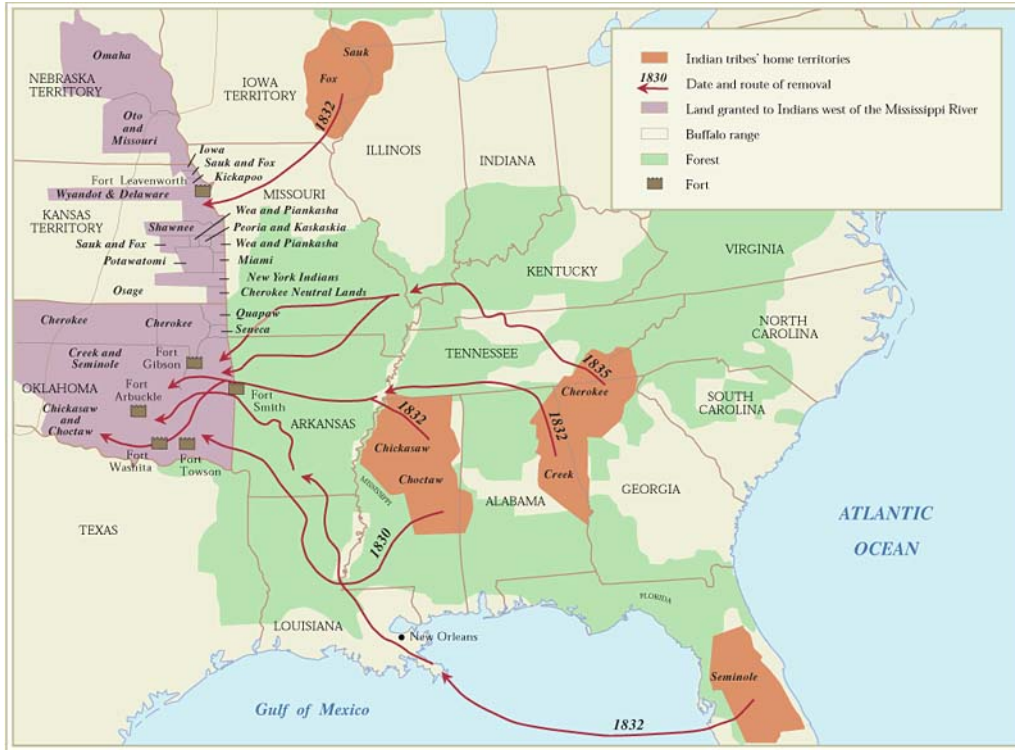 Indian tribes' home territories
1830
Date and route of removal
Land granted to Indians west of the Mississippi River
Buffalo range
Forest
Fort
Omaha
NEBRASKA
TERRITORY
Oto
and
Missouri
IOWA
TERRITORY
Sauk
Fox
1832
Iowa
Sauk and Fox
Kickapoo
Fort Leavenworth
Wyandot & Delaware
MISSOURI
ILLINOIS
INDIANA
KANSAS
TERRITORY
Shawnee
Wea and Piankasha
Peoria and Kaskaskia
Sauk and Fox
Wea and Piankasha
Potawatomi
Miami
New York Indians
Osage
Cherokee Neutral Lands
Quapaw
Seneca
Cherokee
Cherokee
Creek and
Seminole
Fort
Gibson
OKLAHOMA
Fort
Arbuckle
Fort
Smith
Chickasaw
and
Choctaw
Fort
Washita
Fort
Towson
ARKANSAS
KENTUCKY
VIRGINIA
TENNESSEE
NORTH
CAROLINA
1835
Cherokee
SOUTH
CAROLINA
1832
Chickasaw
Choctaw
MISSISSIPPI
1832
Creek
ALABAMA
GEORGIA
TEXAS
1830
LOUISIANA
New Orleans
FLORIDA
Seminole
1832
Gulf of Mexico
ATLANTIC
OCEAN